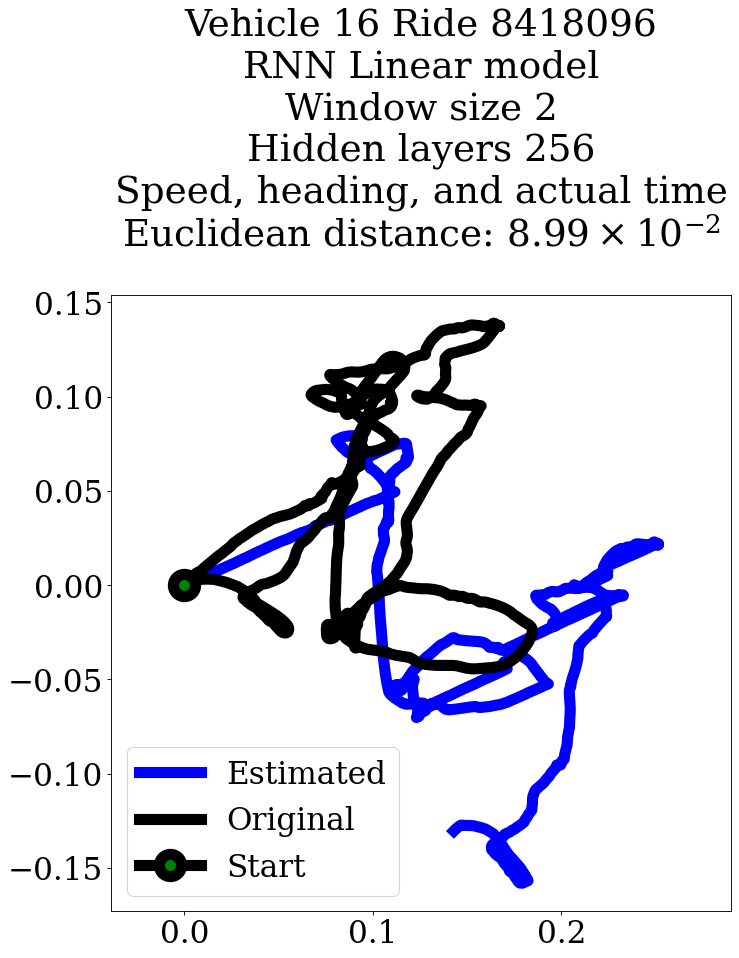 Vehicle 16 Ride 8418096
RNN Linear model
Window size 2
Hidden layers 256
Speed, heading, and actual time
Euclidean distance: 8.99 × 10⁻²
0.15
0.10
0.05
0.00
−0.05
−0.10
−0.15
Estimated
Original
Start
0.0 0.1 0.2